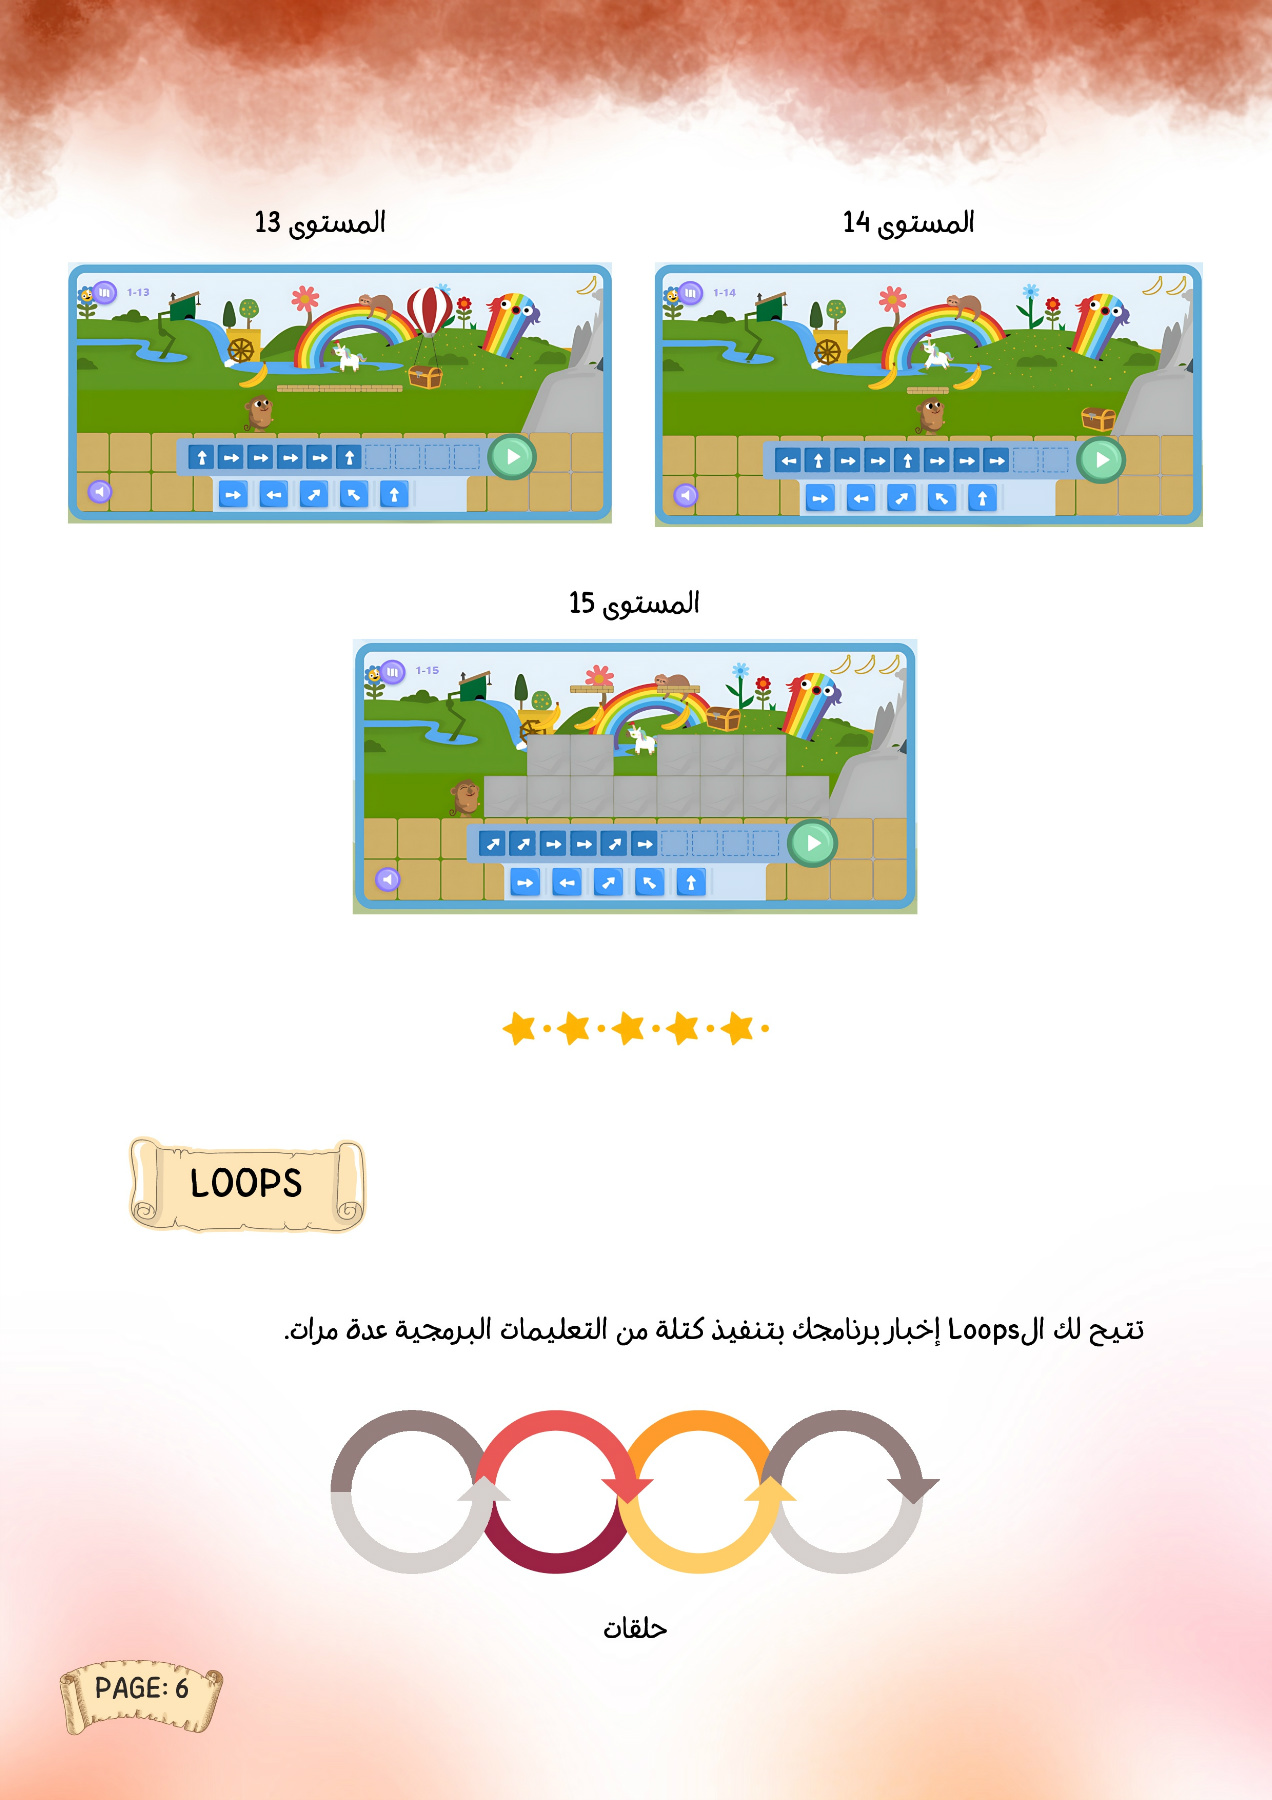 المستوى 13
المستوى 14
1-13
1-14
المستوى 15
1-15
LOOPS
تتيح لك الLoops إخبار برنامجك بتنفيذ كتلة من التعليمات البرمجية عدة مرات.
حلقات
PAGE: 6